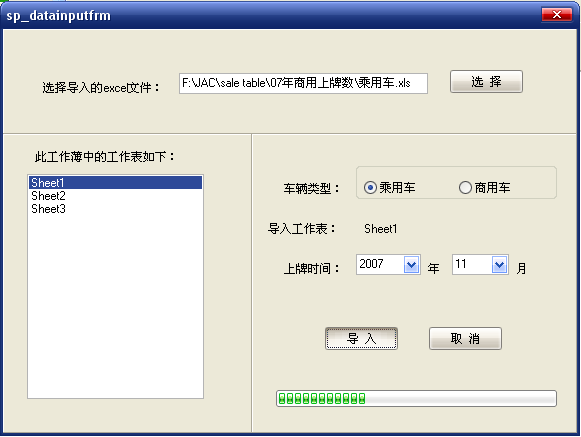 sp_datainputfrm
选择导入的excel文件： F:\JAC\sale table\07年商用上牌数\乘用车.xls 选 择
此工作薄中的工作表如下：
Sheet1
Sheet2
Sheet3
车辆类型： 乘用车 商用车
导入工作表： Sheet1
上牌时间： 2007 年 11 月
导 入 取 消